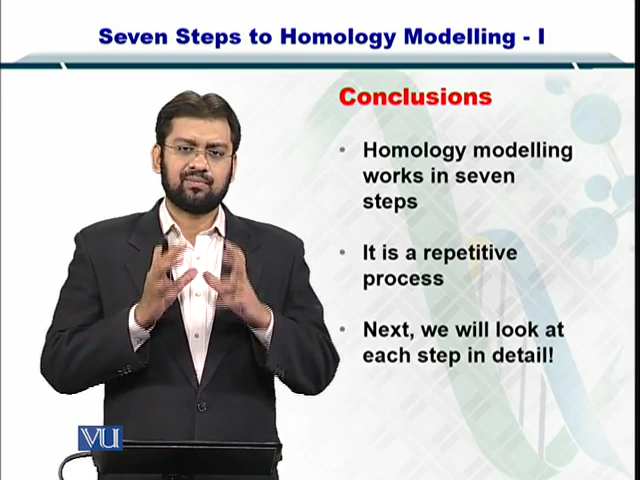 Seven Steps to Homology Modelling - I
Conclusions
• Homology modelling
works in seven
steps
• It is a repetitive
process
• Next, we will look at
each step in detail!
VU